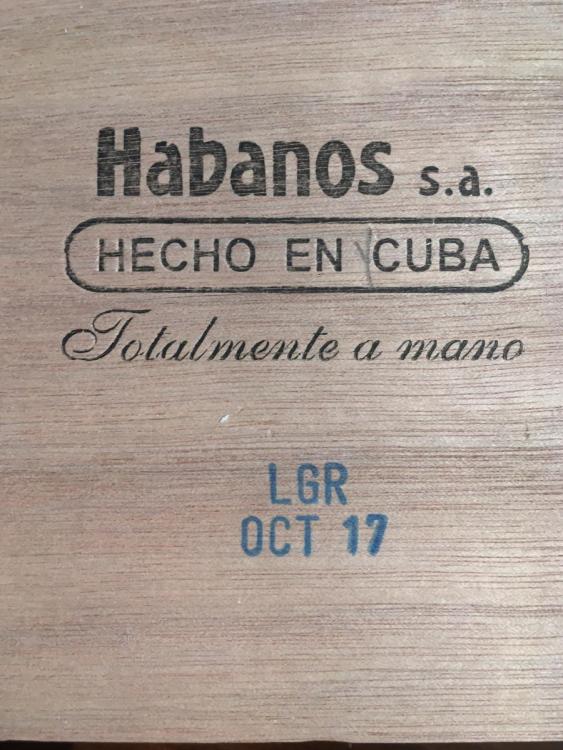 Habanos s.a.
HECHO EN CUBA
Totalmente a mano
LGR
OCT 17